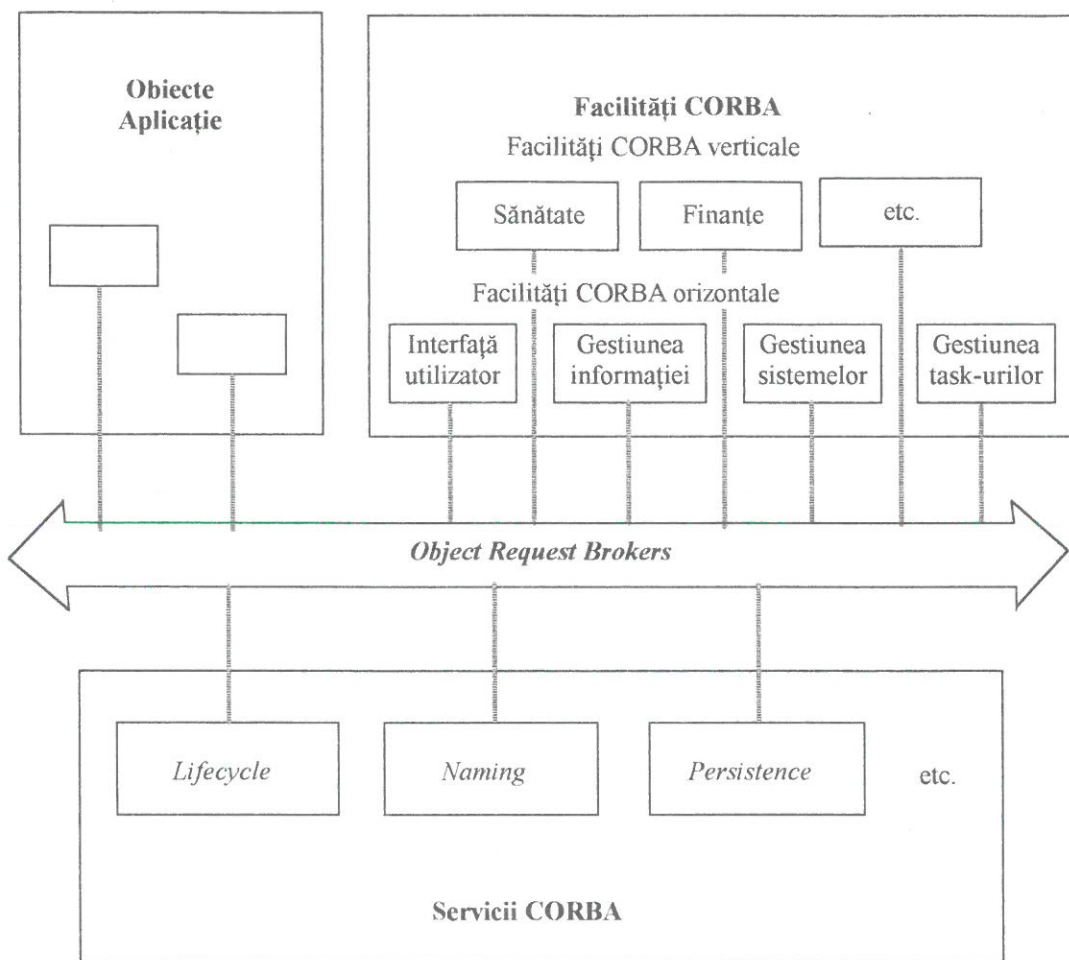 Obiecte
Aplicație
Facilități CORBA
Facilități CORBA verticale
Sănătate
Finanțe
etc.
Facilități CORBA orizontale
Interfață
utilizator
Gestiunea
informației
Gestiunea
sistemelor
Gestiunea
task-urilor
Object Request Brokers
Lifecycle
Naming
Persistence
etc.
Servicii CORBA